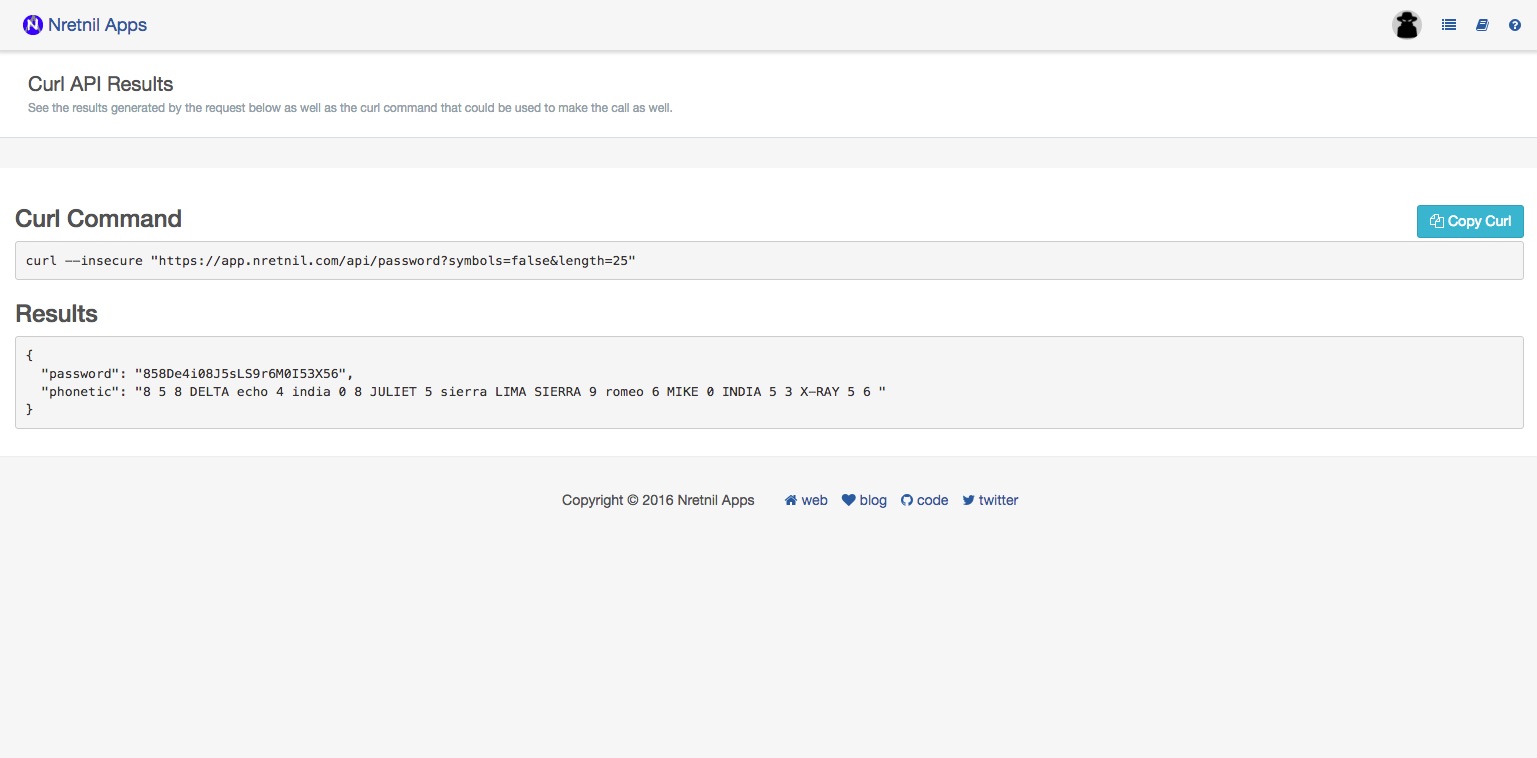 Nretnil Apps
Curl API Results
See the results generated by the request below as well as the curl command that could be used to make the call as well.
Curl Command
Copy Curl
curl --insecure "https://app.nretnil.com/api/password?symbols=false&length=25"
Results
{
"password": "858De4i08J5sLS9r6M0I53X56",
"phonetic": "8 5 8 DELTA echo 4 india 0 8 JULIET 5 sierra LIMA SIERRA 9 romeo 6 MIKE 0 INDIA 5 3 X-RAY 5 6 "
}
Copyright © 2016 Nretnil Apps web blog code twitter